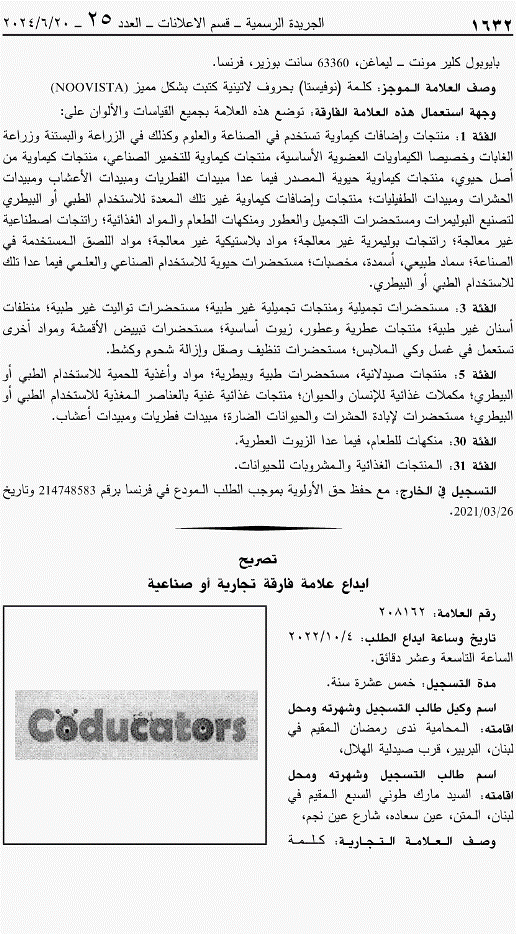 ١٦٣٢
الجريدة الرسمية – قسم الاعلانات – العدد ٢٥ – ٢٠٢٤/٦/٢٠
بايوبول كلير مونت – ليماغن، 63360 سانت بوزير، فرنسا.
وصف العلامة الموجز: كلمة (نوفيستا) بحروف لاتينية كتبت بشكل مميز (NOOVISTA)
وجهة استعمال هذه العلامة الفارقة: توضع هذه العلامة بجميع القياسات والألوان على:
الفئة 1: منتجات وإضافات كيماوية تستخدم في الصناعة والعلوم وكذلك في الزراعة والبستنة وزراعة
الغابات وخصيصا الكيماويات العضوية الأساسية، منتجات كيماوية للتخمير الصناعي، منتجات كيماوية من
أصل حيوي، منتجات كيماوية حيوية المصدر فيما عدا مبيدات الفطريات ومبيدات الأعشاب ومبيدات
الحشرات ومبيدات الطفيليات؛ منتجات وإضافات كيماوية غير تلك المعدة للاستخدام الطبي أو البيطري
لتصنيع البوليمرات ومستحضرات التجميل والعطور ومنكهات الطعام والمواد الغذائية؛ راتنجات اصطناعية
غير معالجة؛ راتنجات بوليمرية غير معالجة؛ مواد بلاستيكية غير معالجة؛ مواد اللصق المستخدمة في
الصناعة؛ سماد طبيعي، أسمدة، مخصبات؛ مستحضرات حيوية للاستخدام الصناعي والعلمي فيما عدا تلك
للاستخدام الطبي أو البيطري.
الفئة 3: مستحضرات تجميلية ومنتجات تجميلية غير طبية؛ مستحضرات تواليت غير طبية؛ منظفات
أسنان غير طبية؛ منتجات عطرية وعطور، زيوت أساسية؛ مستحضرات تبييض الأقمشة ومواد أخرى
تستعمل في غسل وكي الملابس؛ مستحضرات تنظيف وصقل وإزالة شحوم وكشط.
الفئة 5: منتجات صيدلانية، مستحضرات طبية وبيطرية؛ مواد وأغذية للحمية للاستخدام الطبي أو
البيطري؛ مكملات غذائية للإنسان والحيوان؛ منتجات غذائية غنية بالعناصر المغذية للاستخدام الطبي أو
البيطري؛ مستحضرات لإبادة الحشرات والحيوانات الضارة؛ مبيدات فطريات ومبيدات أعشاب.
الفئة 30: منكهات للطعام، فيما عدا الزيوت العطرية.
الفئة 31: المنتجات الغذائية والمشروبات للحيوانات.
التسجيل في الخارج: مع حفظ حق الأولوية بموجب الطلب المودع في فرنسا برقم 214748583 وتاريخ
2021/03/26.
تصريح
ايداع علامة فارقة تجارية أو صناعية
رقم العلامة: ٢٠٨١٦٢
تاريخ وساعة ايداع الطلب: ٢٠٢٢/١٠/٤
الساعة التاسعة وعشر دقائق.
مدة التسجيل: خمس عشرة سنة.
اسم وكيل طالب التسجيل وشهرته ومحل
اقامته: المحامية ندى رمضان المقيم في
لبنان، البربير، قرب صيدلية الهلال،
اسم طالب التسجيل وشهرته ومحل
اقامته: السيد مارك طوني السبع المقيم في
لبنان، المتن، عين سعاده، شارع عين نجم،
وصف العلامة التجارية: كلمة
Coducators